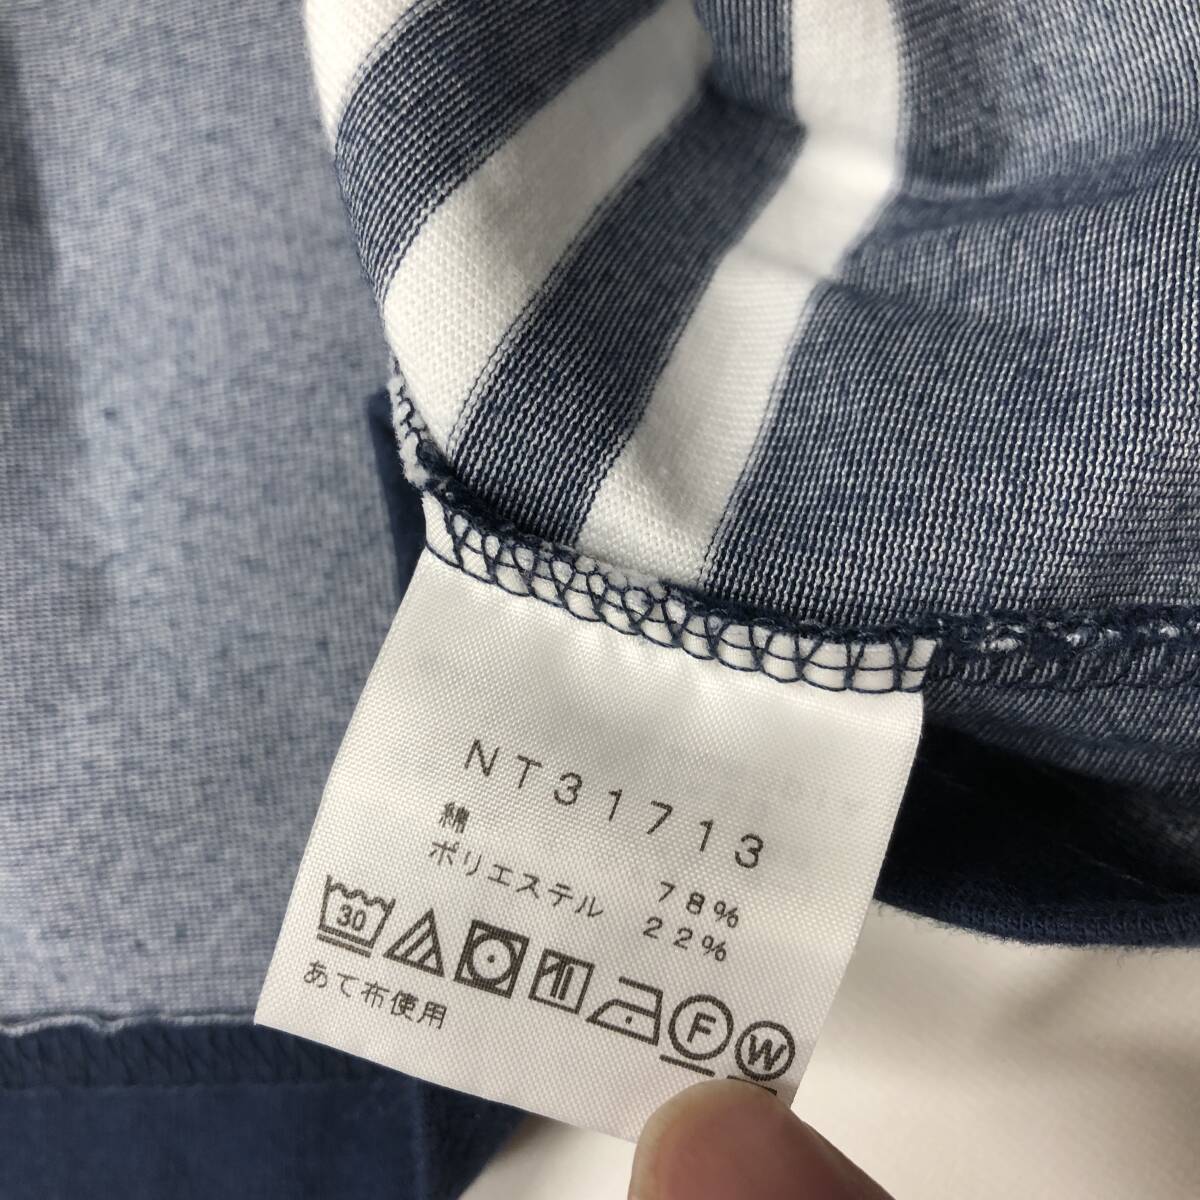 NT31713
綿 78%
ポリエステル 22%
30 F W
あて布使用